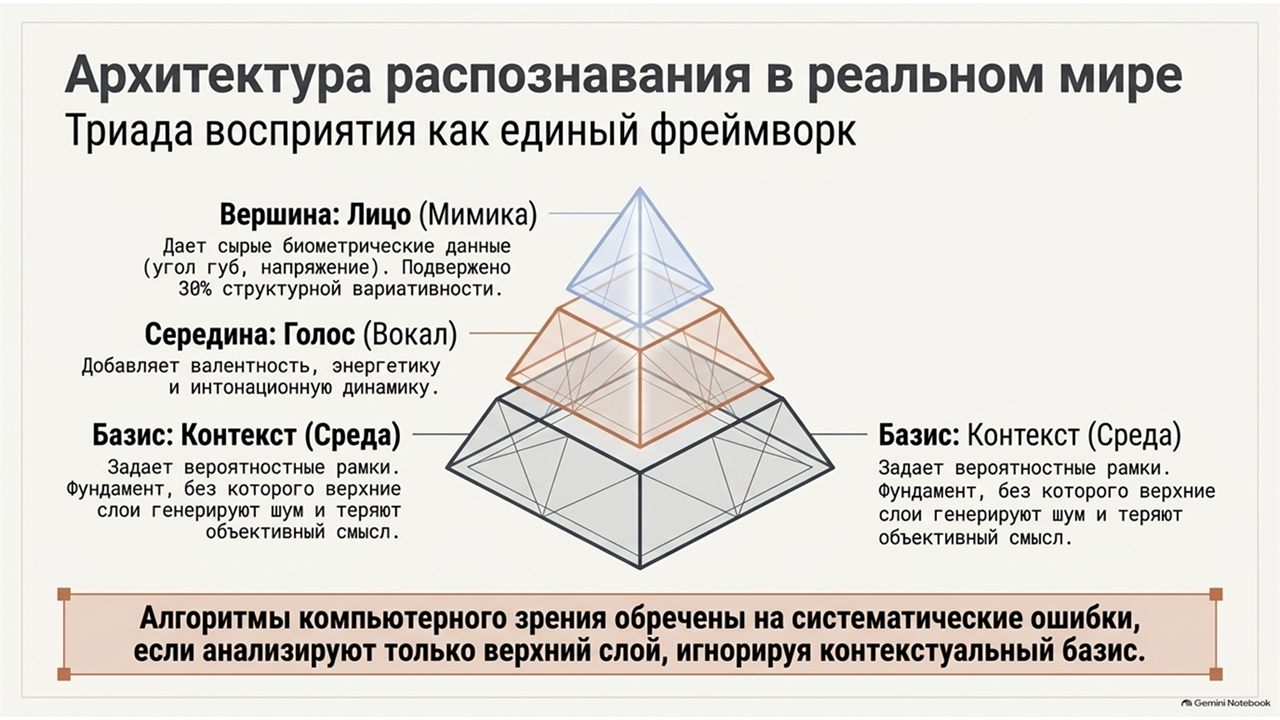 Архитектура распознавания в реальном мире
Триада восприятия как единый фреймворк
Вершина: Лицо (Мимика)
Дает сырые биометрические данные
(угол губ, напряжение). Подвержено
30% структурной вариативности.
Середина: Голос (Вокал)
Добавляет валентность, энергетику
и интонационную динамику.
Базис: Контекст (Среда)
Задает вероятностные рамки.
Фундамент, без которого верхние
слои генерируют шум и теряют
объективный смысл.
Базис: Контекст (Среда)
Задает вероятностные рамки.
Фундамент, без которого верхние
слои генерируют шум и теряют
объективный смысл.
Алгоритмы компьютерного зрения обречены на систематические ошибки,
если анализируют только верхний слой, игнорируя контекстуальный базис.
Gemini Notebook